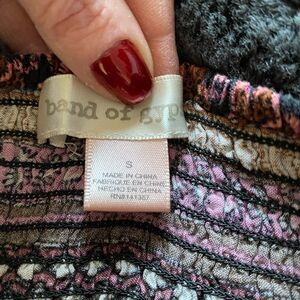 band of gyp
S
MADE IN CHINA
FABRIQUÉ EN CHINE
HECHO EN CHINA
RN#141357